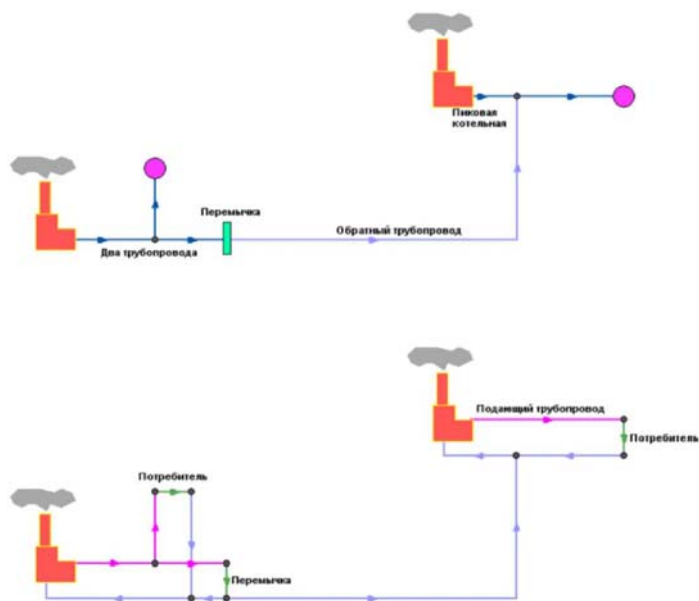 Пиковая
котельная
Перемычка
Обратный трубопровод
Два трубопровода
Подающий трубопровод
Потребитель
Потребитель
Перемычка